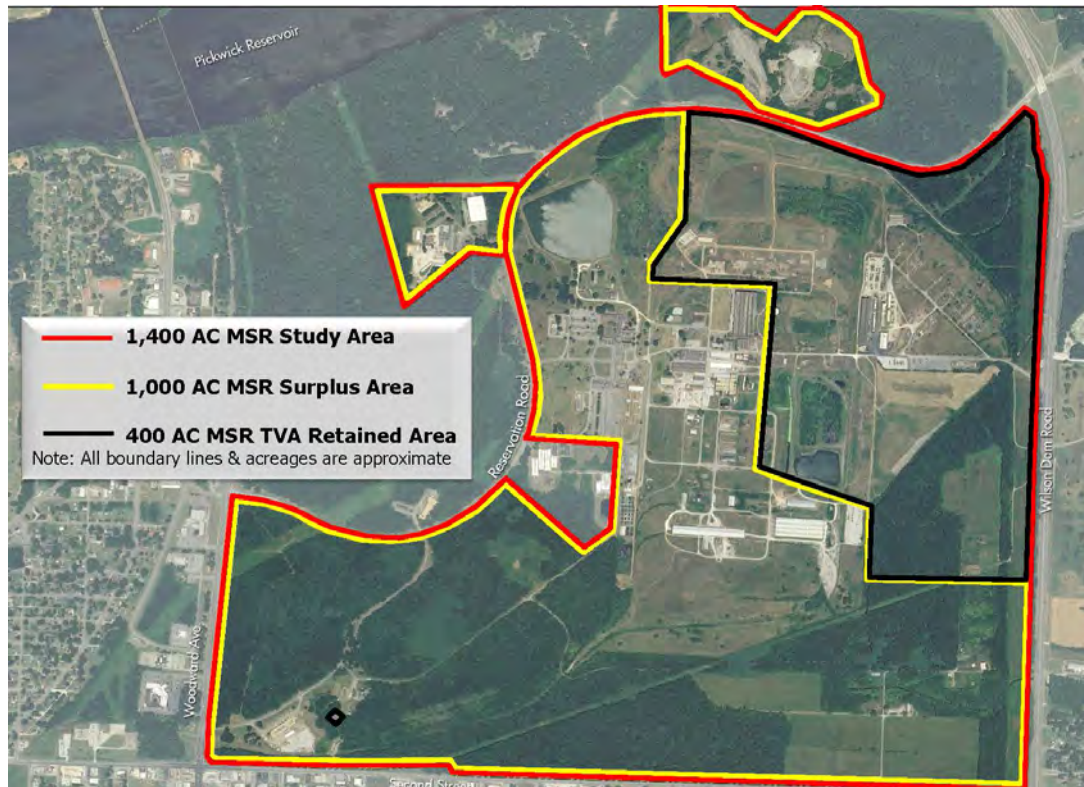 Pickwick Reservoir
1,400 AC MSR Study Area
1,000 AC MSR Surplus Area
400 AC MSR TVA Retained Area
Note: All boundary lines & acreages are approximate
Reservation Road
Wilson Dam Road
Woodward Ave
Second Street